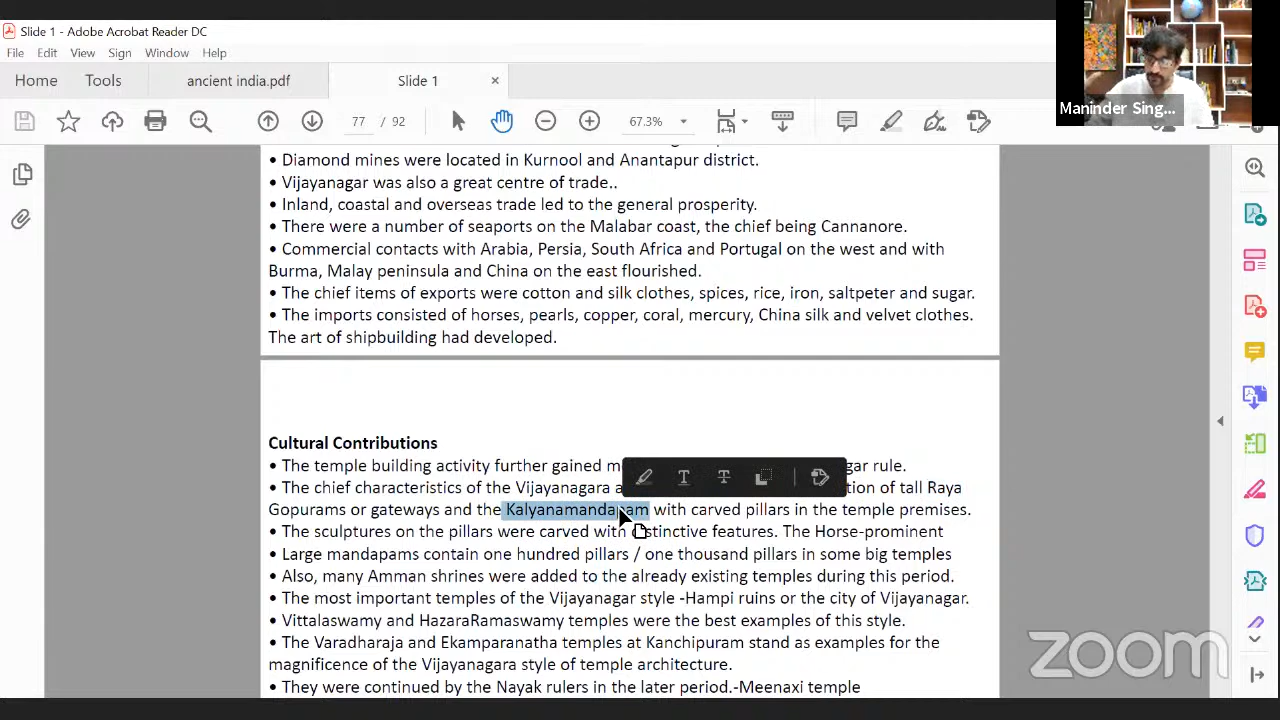 Slide 1 - Adobe Acrobat Reader DC
File Edit View Sign Window Help
Home Tools ancient india.pdf Slide 1 ×
77 / 67.3%
Maninder Sing...
• Diamond mines were located in Kurnool and Anantapur district.
• Vijayanagar was also a great centre of trade..
• Inland, coastal and overseas trade led to the general prosperity.
• There were a number of seaports on the Malabar coast, the chief being Cannanore.
• Commercial contacts with Arabia, Persia, South Africa and Portugal on the west and with
Burma, Malay peninsula and China on the east flourished.
• The chief items of exports were cotton and silk clothes, spices, rice, iron, saltpeter and sugar.
• The imports consisted of horses, pearls, copper, coral, mercury, China silk and velvet clothes.
The art of shipbuilding had developed.
Cultural Contributions
• The temple building activity further gained gar rule.
• The chief characteristics of the Vijayanagara tion of tall Raya
Gopurams or gateways and the Kalyanamandapam with carved pillars in the temple premises.
• The sculptures on the pillars were carved with distinctive features. The Horse-prominent
• Large mandapams contain one hundred pillars / one thousand pillars in some big temples
• Also, many Amman shrines were added to the already existing temples during this period.
• The most important temples of the Vijayanagar style -Hampi ruins or the city of Vijayanagar.
• Vittalaswamy and HazaraRamaswamy temples were the best examples of this style.
• The Varadharaja and Ekamparanatha temples at Kanchipuram stand as examples for the
magnificence of the Vijayanagara style of temple architecture.
• They were continued by the Nayak rulers in the later period.-Meenaxi temple
zoom